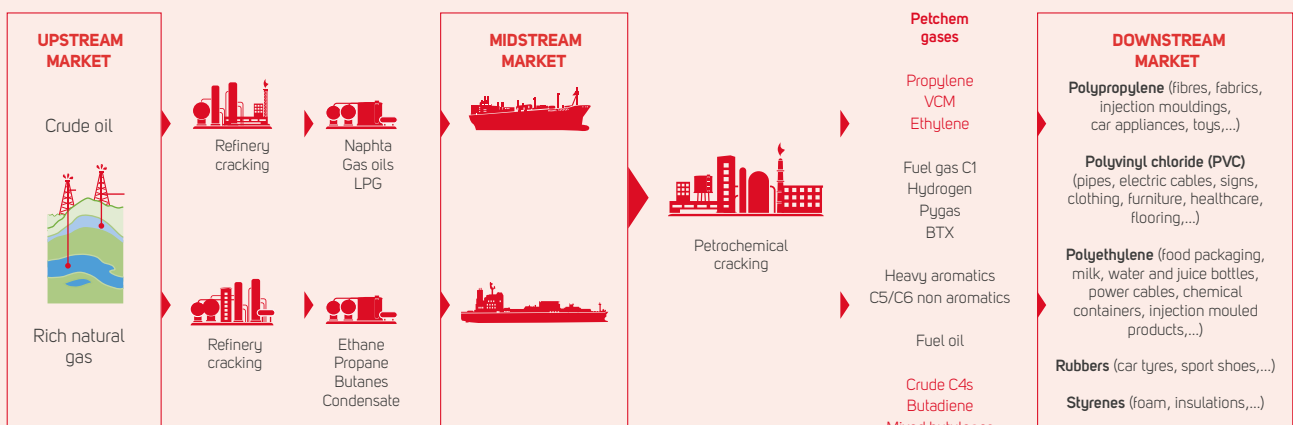 UPSTREAM
MARKET
Crude oil
Rich natural
gas
Refinery
cracking
Naphta
Gas oils
LPG
Refinery
cracking
Ethane
Propane
Butanes
Condensate
MIDSTREAM
MARKET
Petrochemical
cracking
Petchem
gases
Propylene
VCM
Ethylene
Fuel gas C1
Hydrogen
Pygas
BTX
Heavy aromatics
C5/C6 non aromatics
Fuel oil
Crude C4s
Butadiene
DOWNSTREAM
MARKET
Polypropylene (fibres, fabrics,
injection mouldings,
car appliances, toys,...)
Polyvinyl chloride (PVC)
(pipes, electric cables, signs,
clothing, furniture, healthcare,
flooring,...)
Polyethylene (food packaging,
milk, water and juice bottles,
power cables, chemical
containers, injection mouled
products,...)
Rubbers (car tyres, sport shoes,...)
Styrenes (foam, insulations,...)